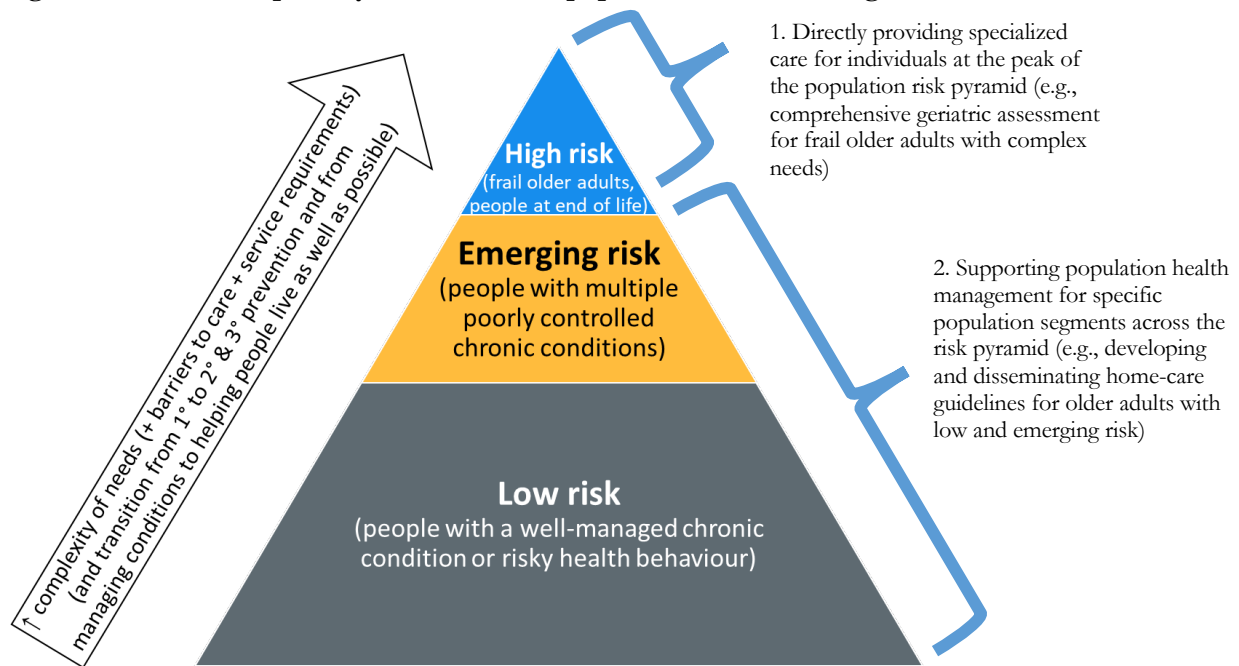 ↑ complexity of needs (+ barriers to care + service requirements)
(and transition from 1° to 2° & 3° prevention and from
managing conditions to helping people live as well as possible)
High risk
(frail older adults,
people at end of life)
Emerging risk
(people with multiple
poorly controlled
chronic conditions)
Low risk
(people with a well-managed chronic
condition or risky health behaviour)
1. Directly providing specialized
care for individuals at the peak of
the population risk pyramid (e.g.,
comprehensive geriatric assessment
for frail older adults with complex
needs)
2. Supporting population health
management for specific
population segments across the
risk pyramid (e.g., developing
and disseminating home-care
guidelines for older adults with
low and emerging risk)